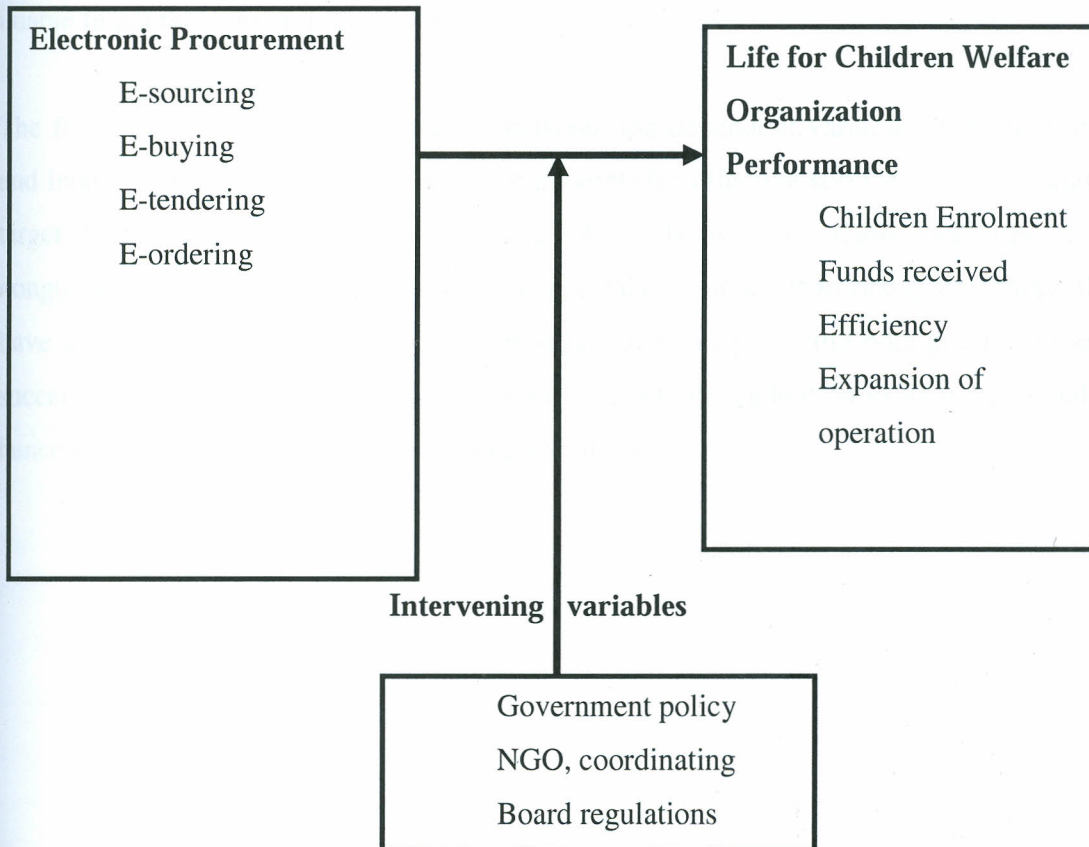 Electronic Procurement
E-sourcing
E-buying
E-tendering
E-ordering
Life for Children Welfare
Organization
Performance
Children Enrolment
Funds received
Efficiency
Expansion of
operation
Intervening variables
Government policy
NGO, coordinating
Board regulations